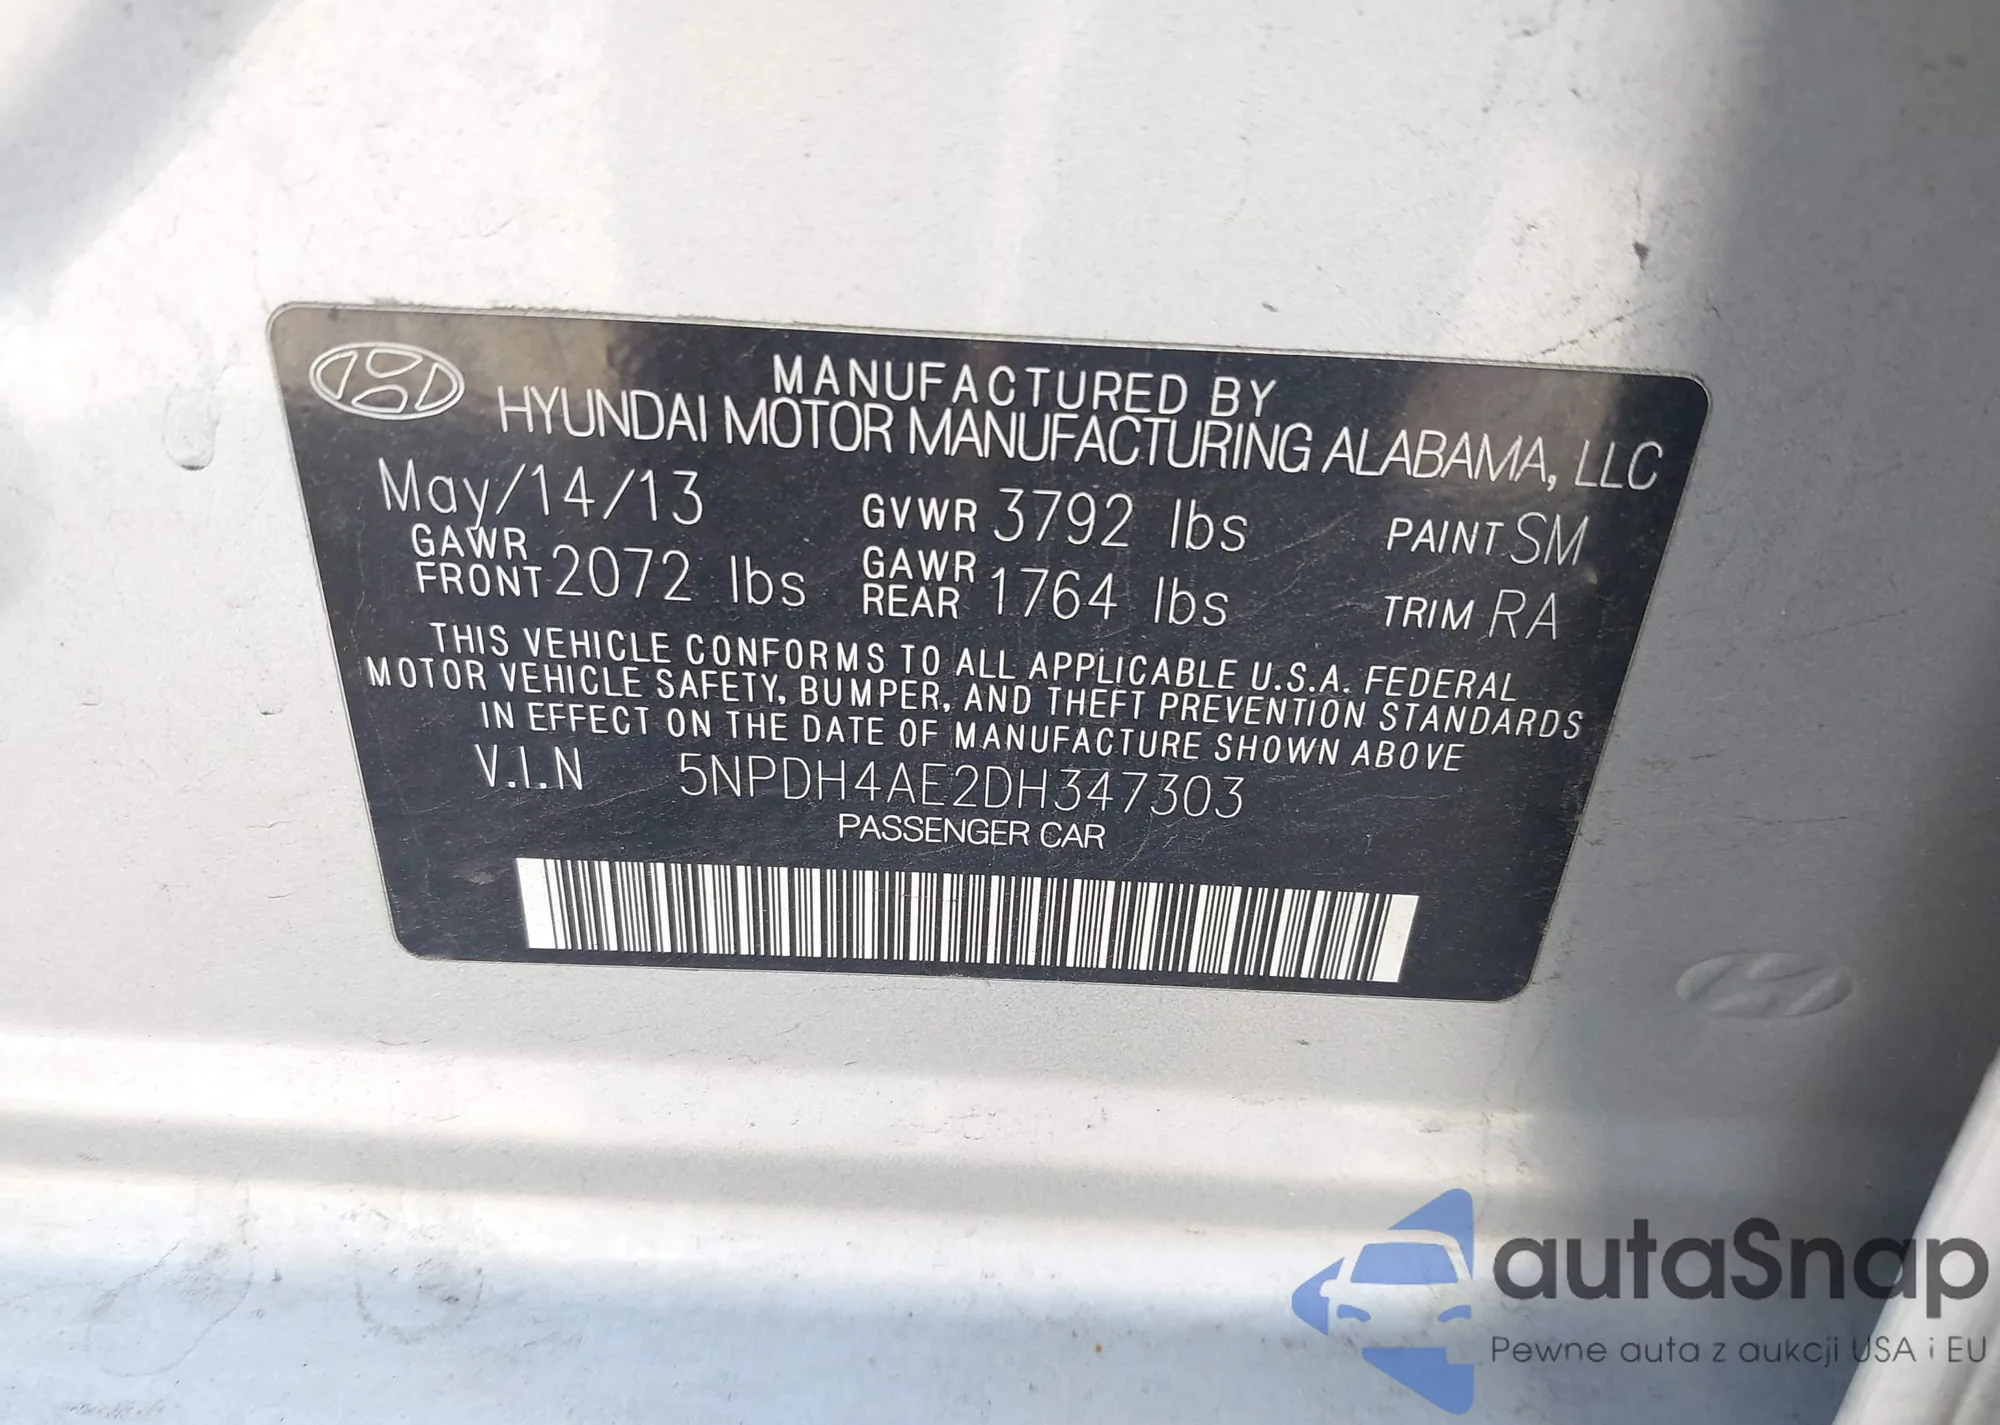 MANUFACTURED BY
HYUNDAI MOTOR MANUFACTURING ALABAMA, LLC
May/14/13 GVWR 3792 lbs PAINT SM
GAWR FRONT 2072 lbs GAWR REAR 1764 lbs TRIM RA
THIS VEHICLE CONFORMS TO ALL APPLICABLE U.S.A. FEDERAL
MOTOR VEHICLE SAFETY, BUMPER, AND THEFT PREVENTION STANDARDS
IN EFFECT ON THE DATE OF MANUFACTURE SHOWN ABOVE
V.I.N 5NPDH4AE2DH347303
PASSENGER CAR
autaSnap
Pewne auta z aukcji USA i EU